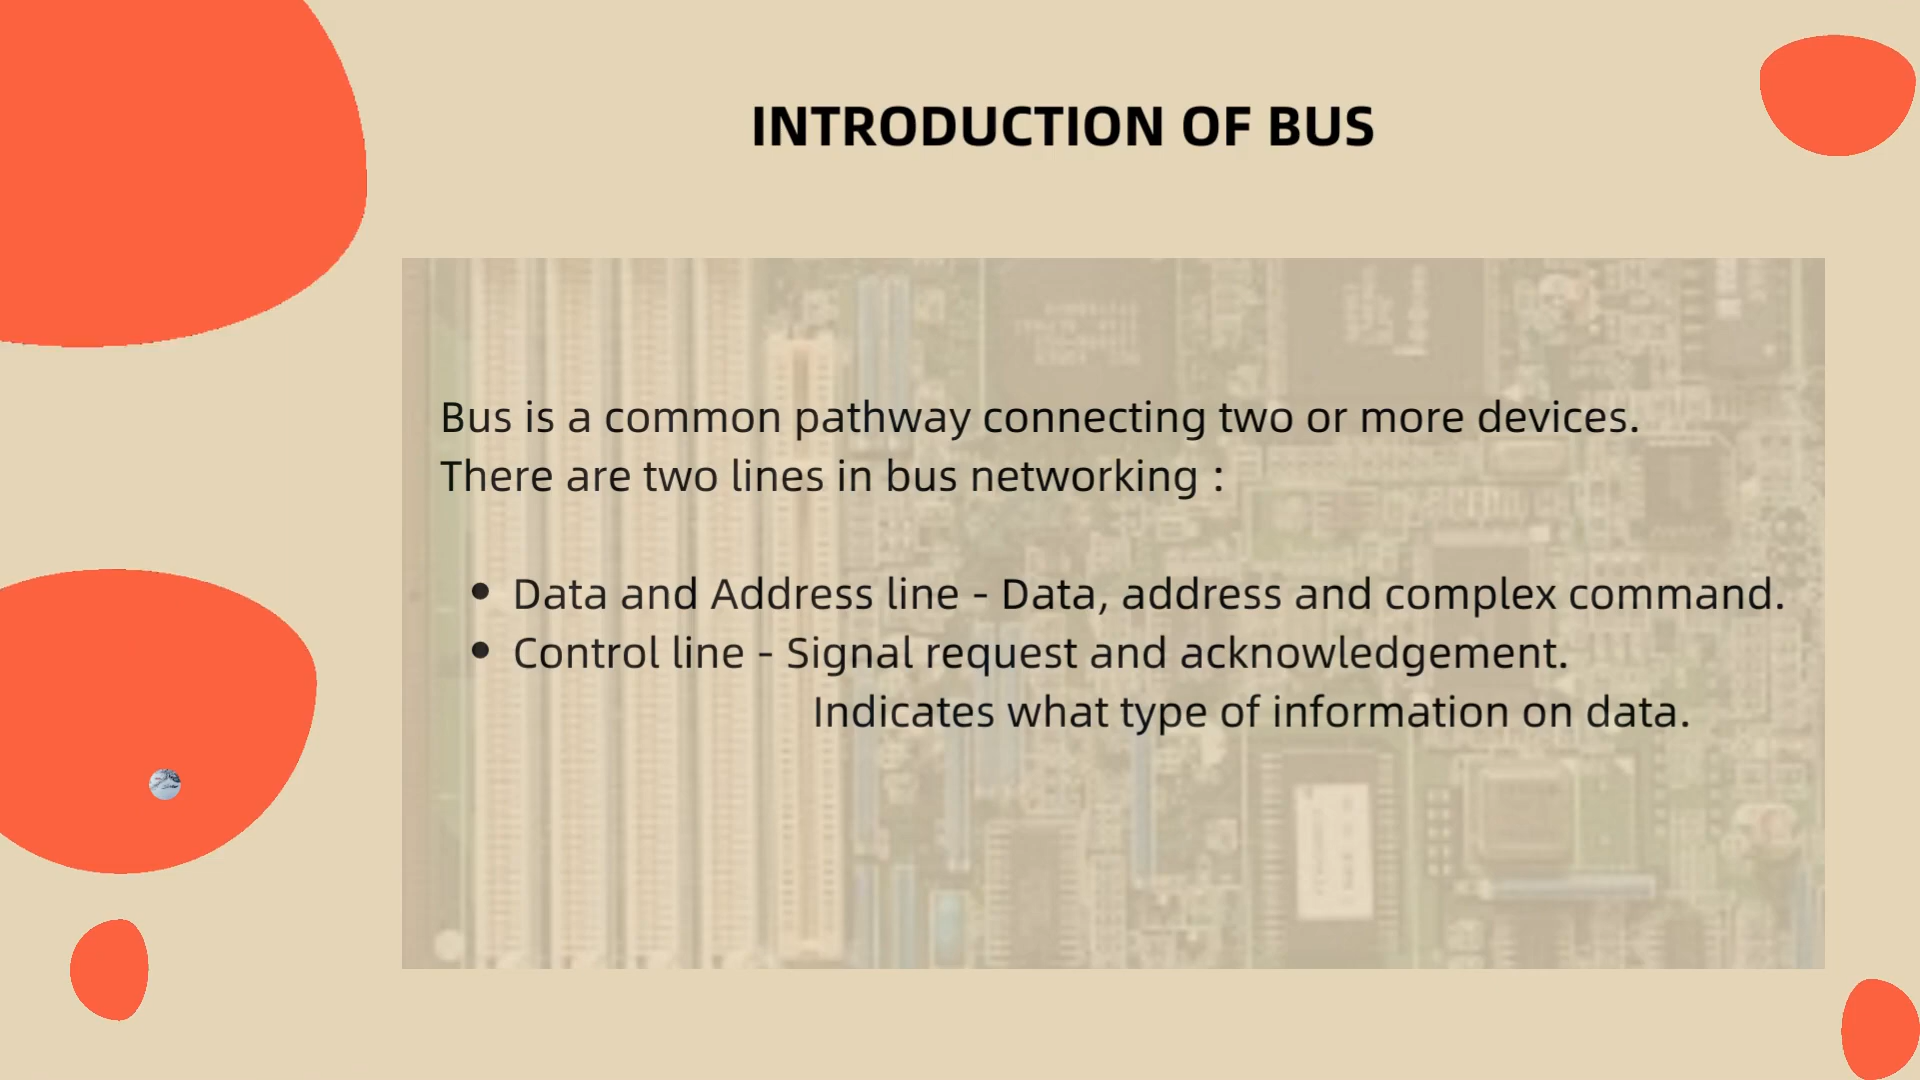 INTRODUCTION OF BUS
Bus is a common pathway connecting two or more devices.
There are two lines in bus networking :
• Data and Address line - Data, address and complex command.
• Control line - Signal request and acknowledgement.
Indicates what type of information on data.